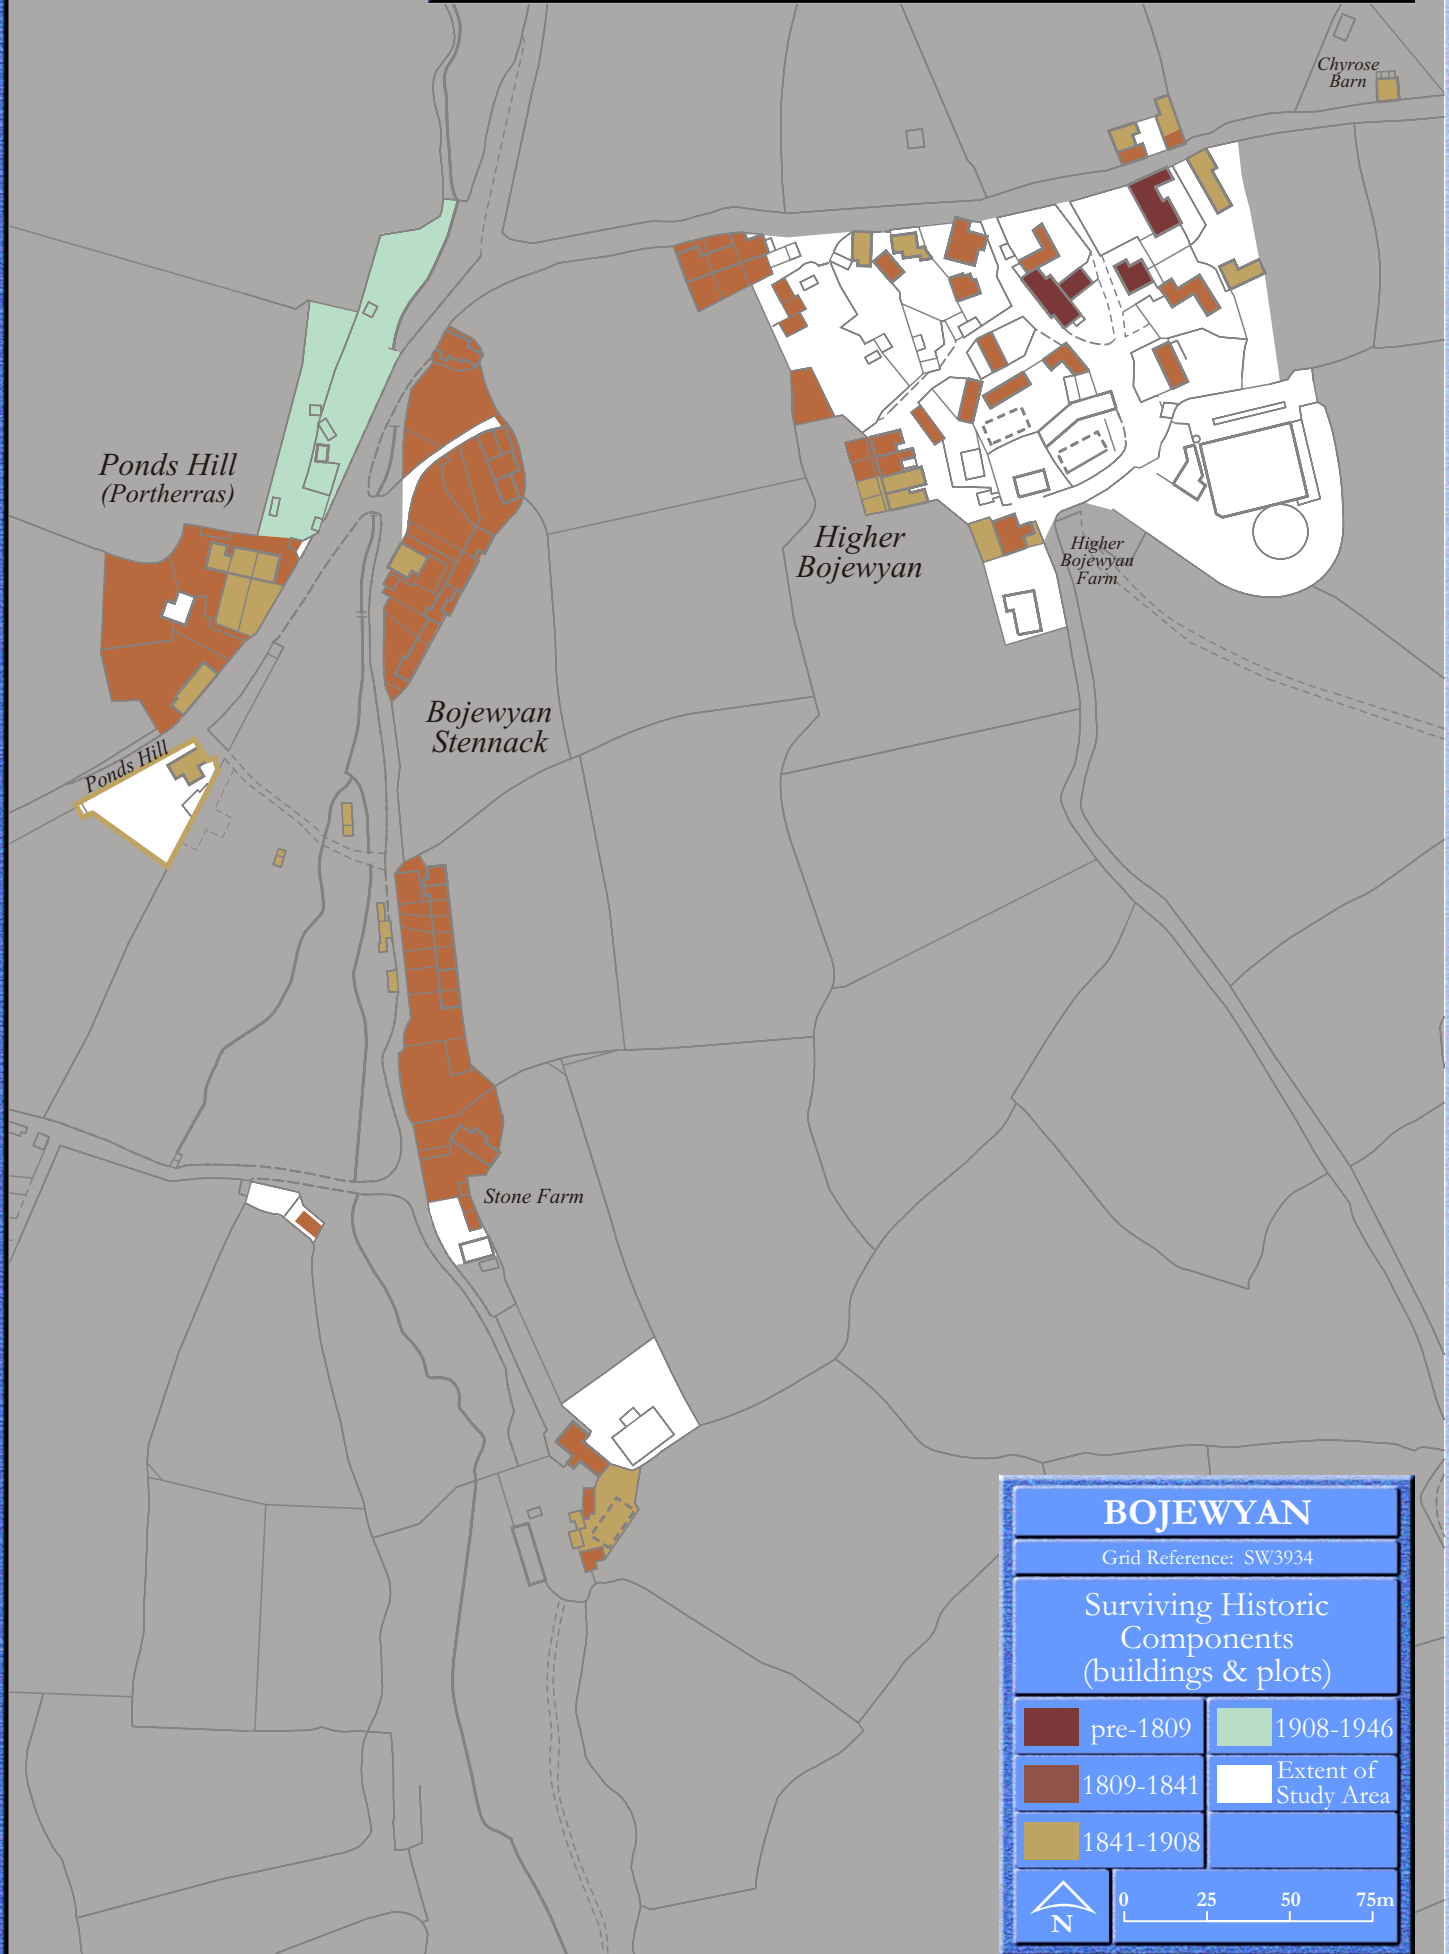 Chyrose
Barn
Ponds Hill
(Portherras)
Higher
Bojewyan
Higher
Bojewyan
Farm
Bojewyan
Stennack
Ponds Hill
Stone Farm
BOJEWYAN
Grid Reference: SW3934
Surviving Historic
Components
(buildings & plots)
pre-1809
1908-1946
1809-1841
Extent of
Study Area
1841-1908
N
0 25 50 75m